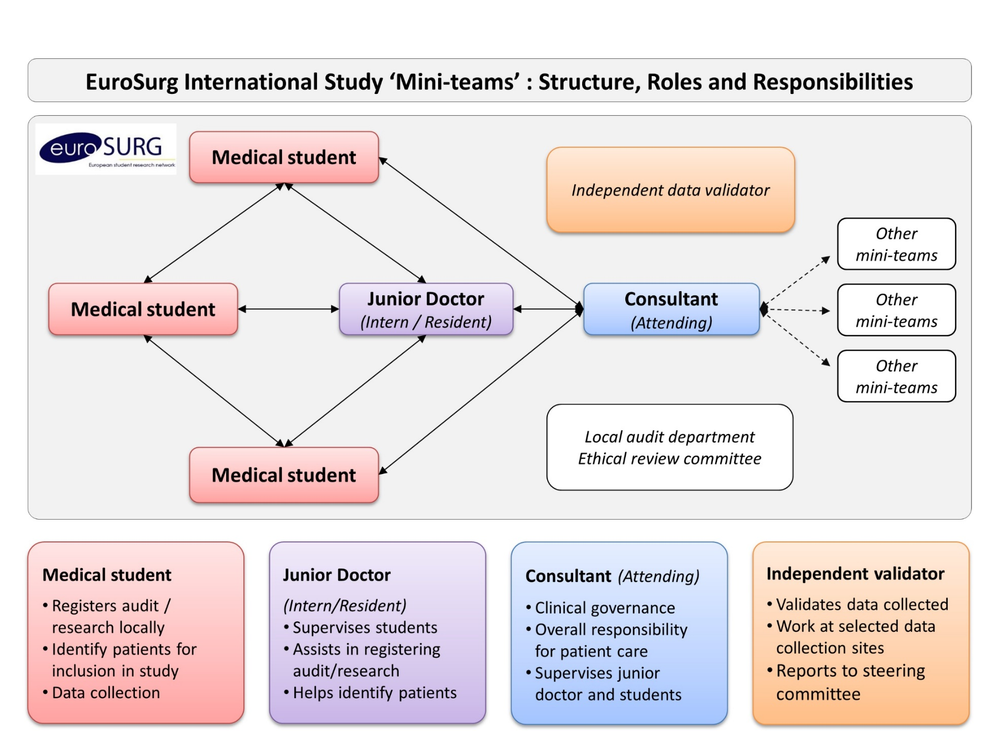 EuroSurg International Study ‘Mini-teams’ : Structure, Roles and Responsibilities
euroSURG
European student research network
Medical student
Independent data validator
Other
mini-teams
Medical student
Junior Doctor
(Intern / Resident)
Consultant
(Attending)
Other
mini-teams
Other
mini-teams
Local audit department
Ethical review committee
Medical student
Medical student
• Registers audit /
research locally
• Identify patients for
inclusion in study
• Data collection
Junior Doctor
(Intern/Resident)
• Supervises students
• Assists in registering
audit/research
• Helps identify patients
Consultant (Attending)
• Clinical governance
• Overall responsibility
for patient care
• Supervises junior
doctor and students
Independent validator
• Validates data collected
• Work at selected data
collection sites
• Reports to steering
committee